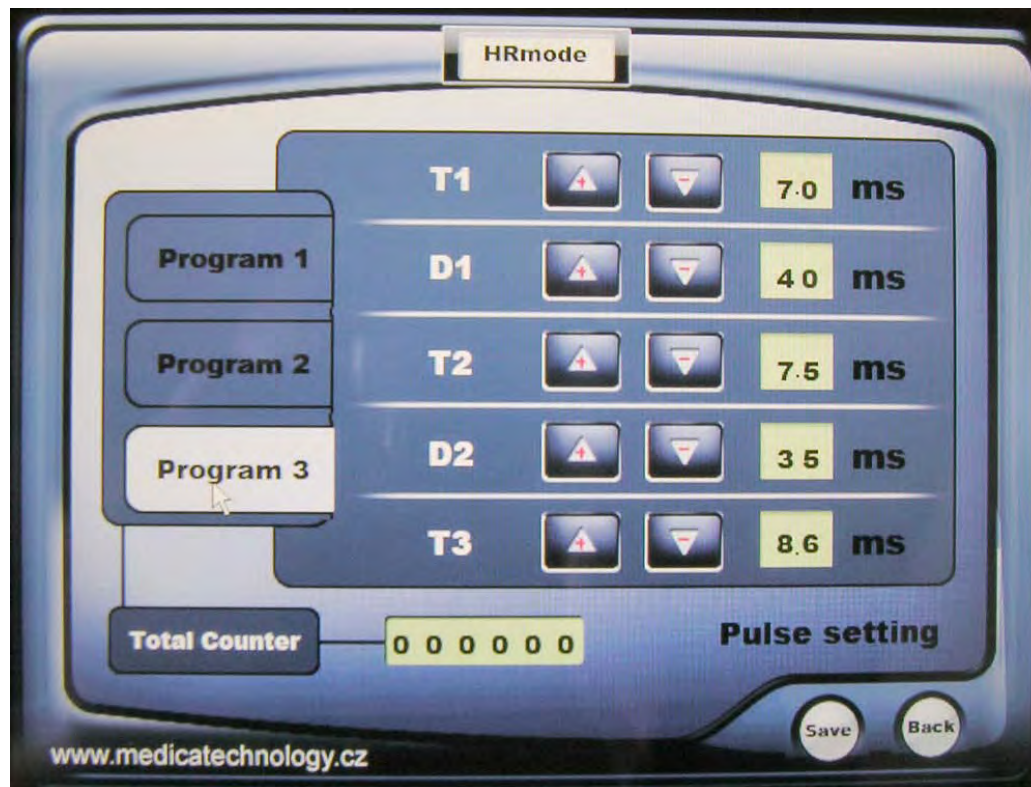 HRmode
T1 + - 7.0 ms
Program 1
D1 + - 40 ms
Program 2
T2 + - 7.5 ms
Program 3
D2 + - 35 ms
T3 + - 8.6 ms
Total Counter 000000
Pulse setting
Save Back
www.medicatechnology.cz